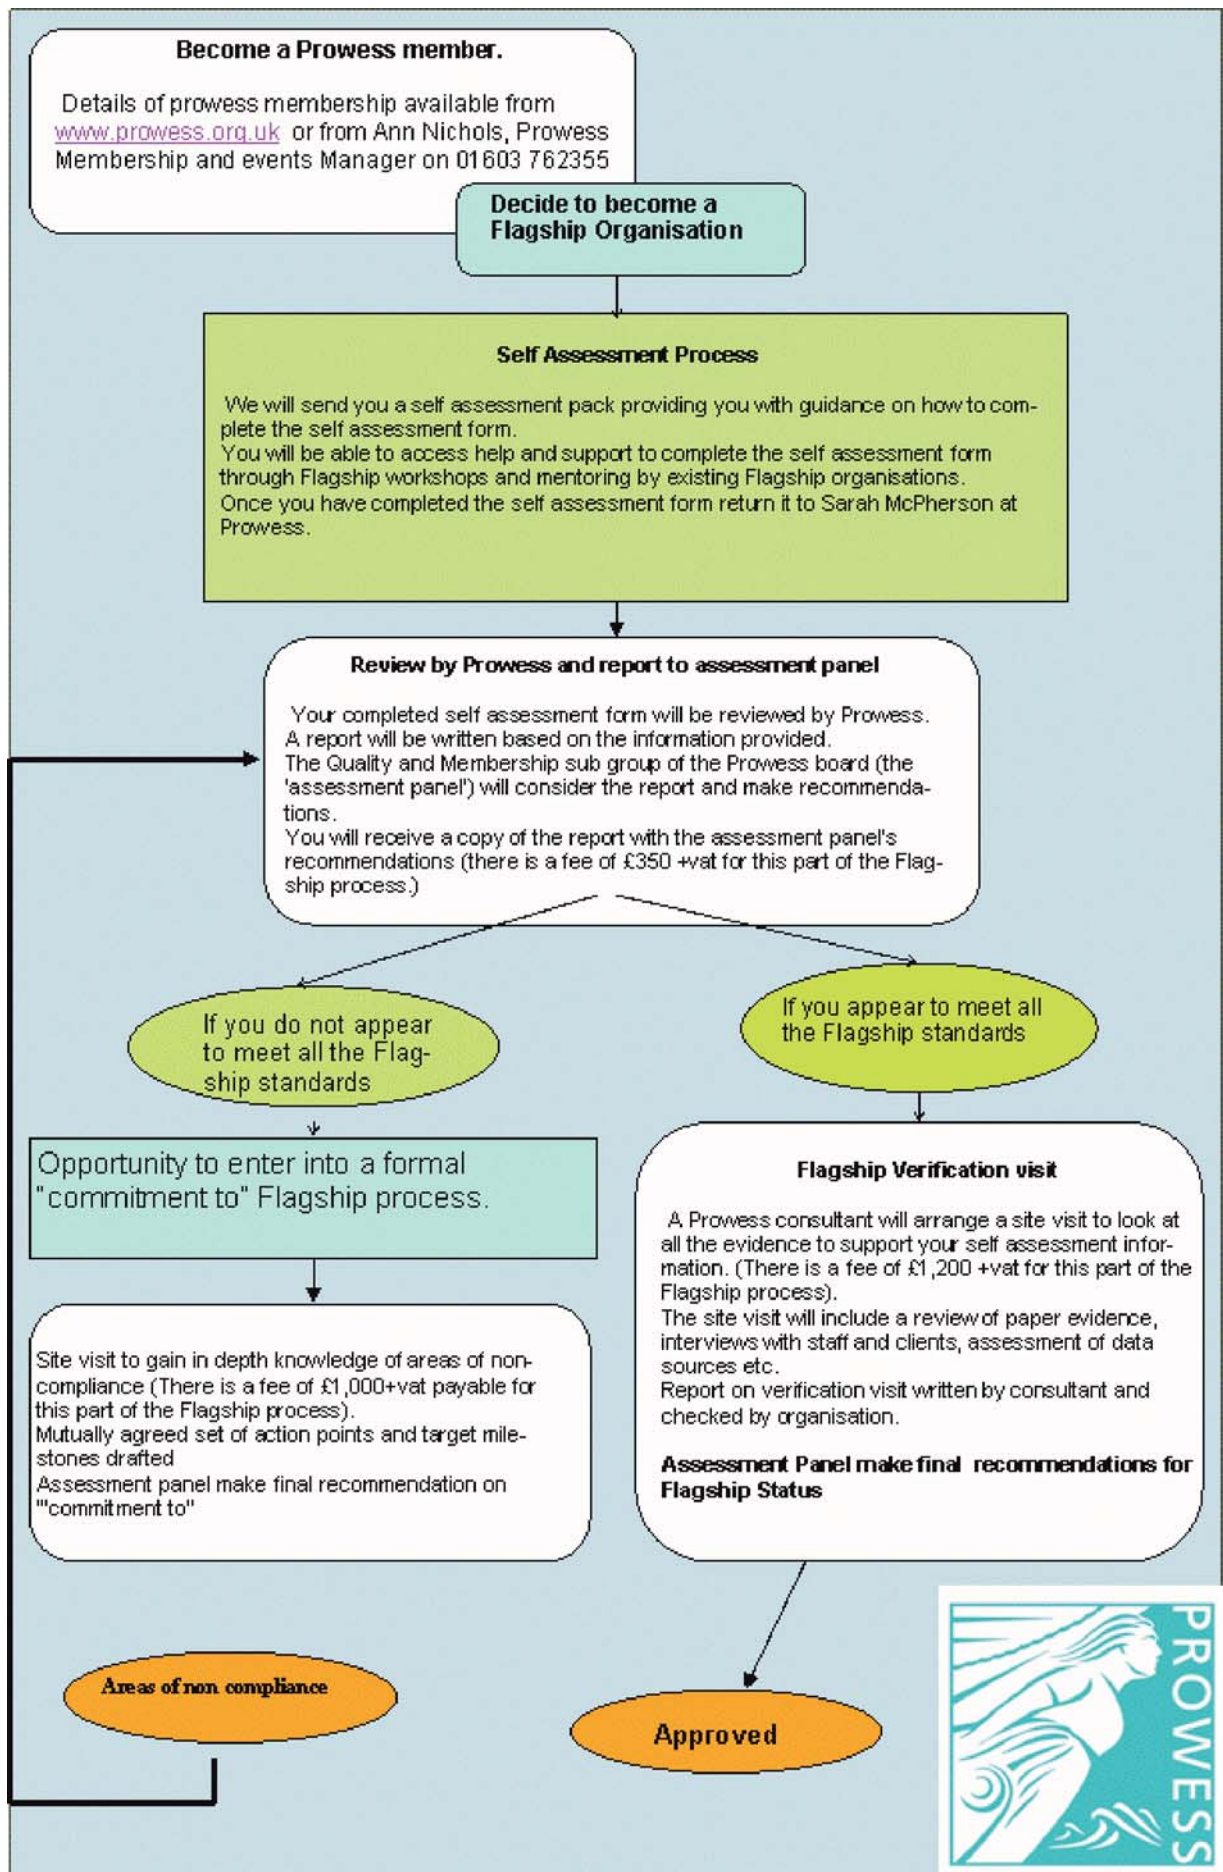 Become a Prowess member.
Details of prowess membership available from
www.prowess.org.uk or from Ann Nichols, Prowess
Membership and events Manager on 01603 762355
Decide to become a
Flagship Organisation
Self Assessment Process
We will send you a self assessment pack providing you with guidance on how to com-
plete the self assessment form.
You will be able to access help and support to complete the self assessment form
through Flagship workshops and mentoring by existing Flagship organisations.
Once you have completed the self assessment form return it to Sarah McPherson at
Prowess.
Review by Prowess and report to assessment panel
Your completed self assessment form will be reviewed by Prowess.
A report will be written based on the information provided.
The Quality and Membership sub group of the Prowess board (the
'assessment panel') will consider the report and make recommenda-
tions.
You will receive a copy of the report with the assessment panel's
recommendations (there is a fee of £350 +vat for this part of the Flag-
ship process.)
If you do not appear
to meet all the Flag-
ship standards
If you appear to meet all
the Flagship standards
Opportunity to enter into a formal
"commitment to" Flagship process.
Site visit to gain in depth knowledge of areas of non-
compliance (There is a fee of £1,000+vat payable for
this part of the Flagship process).
Mutually agreed set of action points and target mile-
stones drafted
Assessment panel make final recommendation on
'"commitment to"
Flagship Verification visit
A Prowess consultant will arrange a site visit to look at
all the evidence to support your self assessment infor-
mation. (There is a fee of £1,200 +vat for this part of the
Flagship process).
The site visit will include a review of paper evidence,
interviews with staff and clients, assessment of data
sources etc.
Report on verification visit written by consultant and
checked by organisation.
Assessment Panel make final recommendations for
Flagship Status
Areas of non compliance
Approved
PROWESS